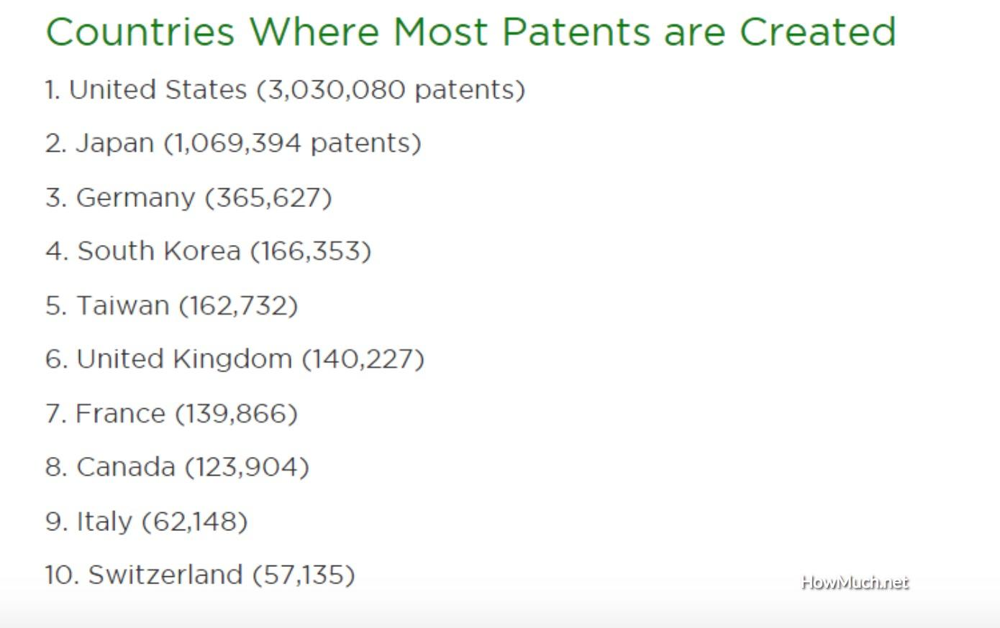 Countries Where Most Patents are Created
1. United States (3,030,080 patents)
2. Japan (1,069,394 patents)
3. Germany (365,627)
4. South Korea (166,353)
5. Taiwan (162,732)
6. United Kingdom (140,227)
7. France (139,866)
8. Canada (123,904)
9. Italy (62,148)
10. Switzerland (57,135)
HowMuch.net